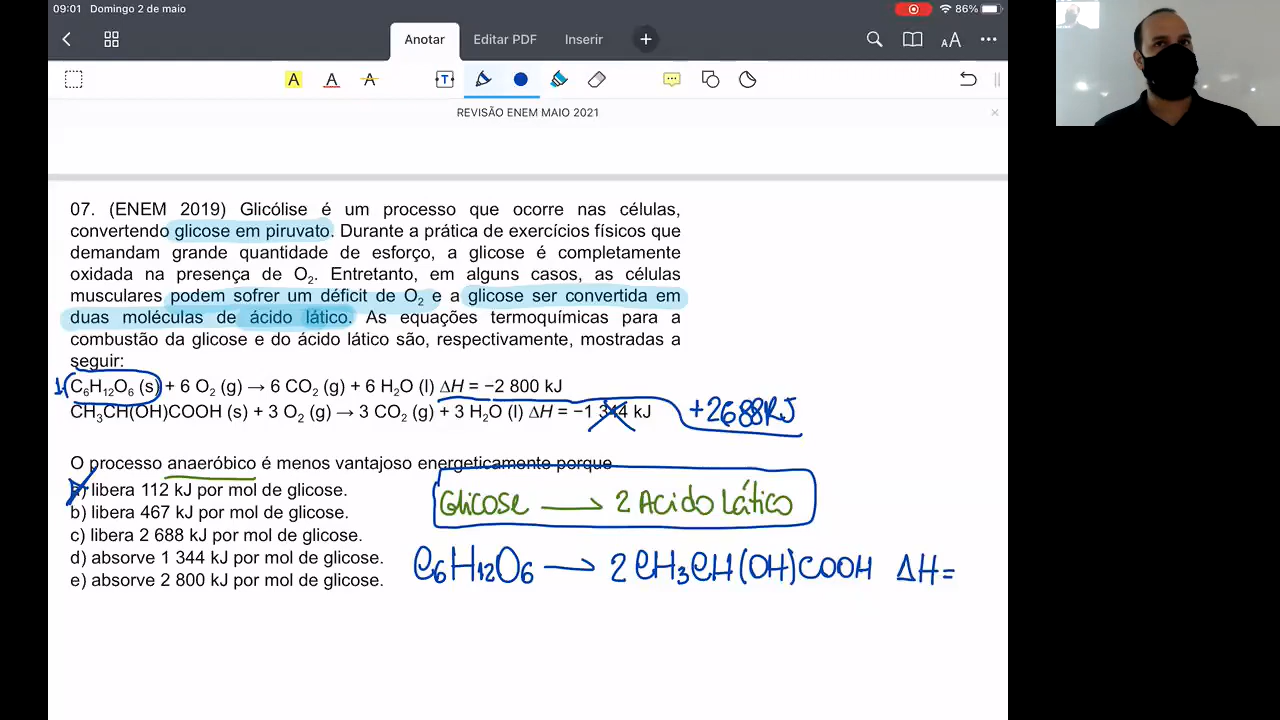 09:01 Domingo 2 de maio
86%
Anotar Editar PDF Inserir
AA
A A A T
REVISÃO ENEM MAIO 2021
07. (ENEM 2019) Glicólise é um processo que ocorre nas células,
convertendo glicose em piruvato. Durante a prática de exercícios físicos que
demandam grande quantidade de esforço, a glicose é completamente
oxidada na presença de O₂. Entretanto, em alguns casos, as células
musculares podem sofrer um déficit de O₂ e a glicose ser convertida em
duas moléculas de ácido lático. As equações termoquímicas para a
combustão da glicose e do ácido lático são, respectivamente, mostradas a
seguir:
1. C₆H₁₂O₆ (s) + 6 O₂ (g) → 6 CO₂ (g) + 6 H₂O (l) ΔH = −2 800 kJ
CH₃CH(OH)COOH (s) + 3 O₂ (g) → 3 CO₂ (g) + 3 H₂O (l) ΔH = −1 344 kJ +2688KJ
O processo anaeróbico é menos vantajoso energeticamente porque
a) libera 112 kJ por mol de glicose.
b) libera 467 kJ por mol de glicose.
c) libera 2 688 kJ por mol de glicose.
d) absorve 1 344 kJ por mol de glicose.
e) absorve 2 800 kJ por mol de glicose.
Glicose → 2 Acido Lático
C₆H₁₂O₆ → 2 CH₃CH(OH)COOH ΔH=